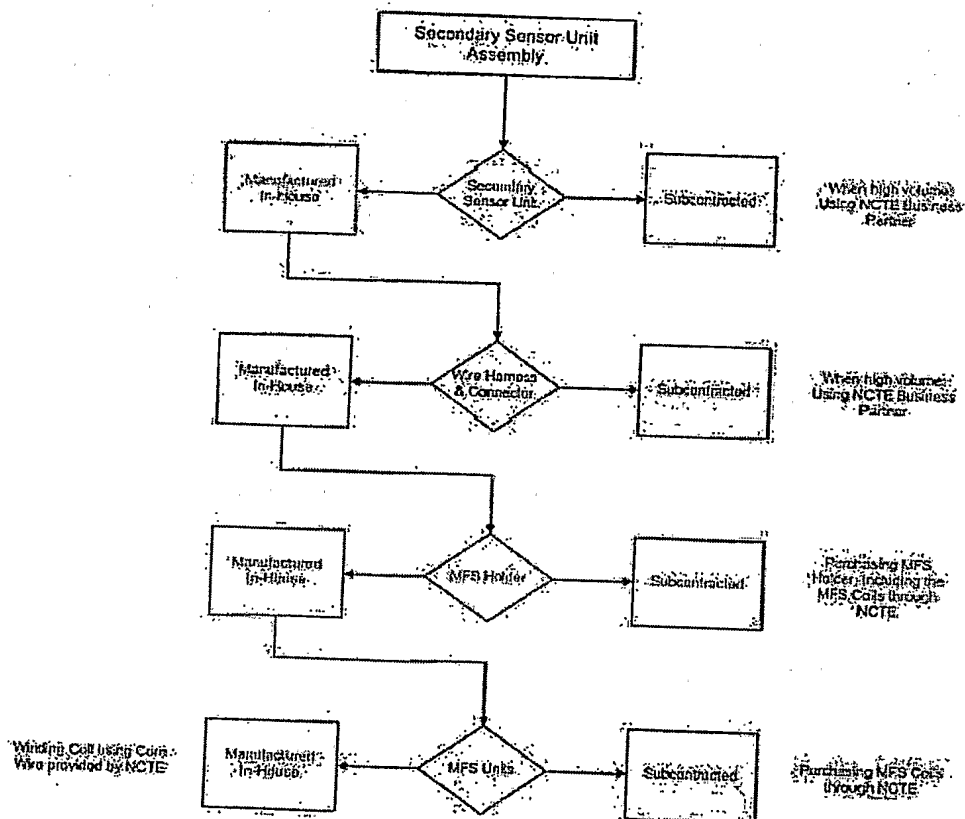 Secondary Sensor Unit
Assembly
Manufactured
In-House
Secondary
Sensor Unit
Subcontracted
When high volume:
Using NCTE Business
Partner
Manufactured
In-House
Wire Harness
& Connector
Subcontracted
When high volume:
Using NCTE Business
Partner
Manufactured
In-House
MFS Holder
Subcontracted
Purchasing MFS
Holder, including the
MFS Coils through
NCTE
Winding Coil using Core
Wire provided by NCTE
Manufactured
In-House
MFS Units
Subcontracted
Purchasing MFS Coils
through NCTE